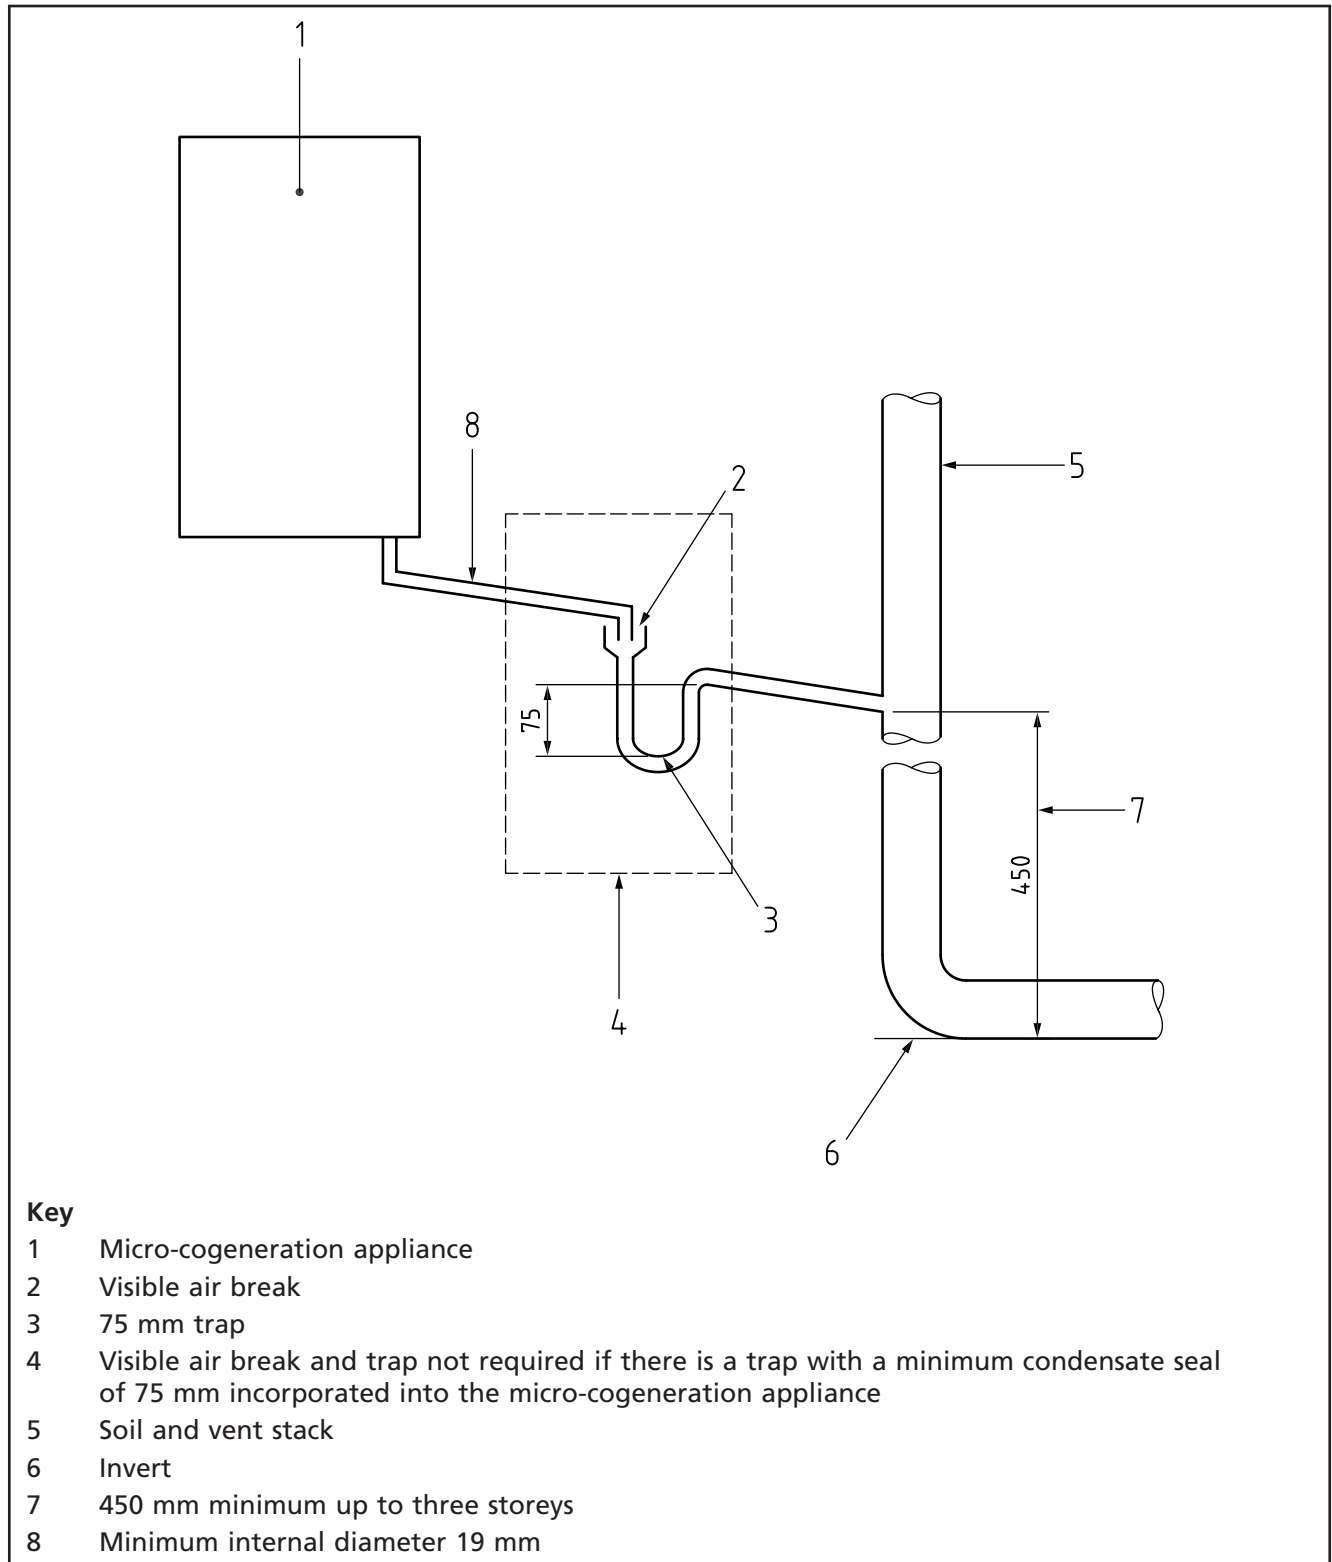 1
8
2
5
75
7
450
3
4
6
Key
1 Micro-cogeneration appliance
2 Visible air break
3 75 mm trap
4 Visible air break and trap not required if there is a trap with a minimum condensate seal
of 75 mm incorporated into the micro-cogeneration appliance
5 Soil and vent stack
6 Invert
7 450 mm minimum up to three storeys
8 Minimum internal diameter 19 mm